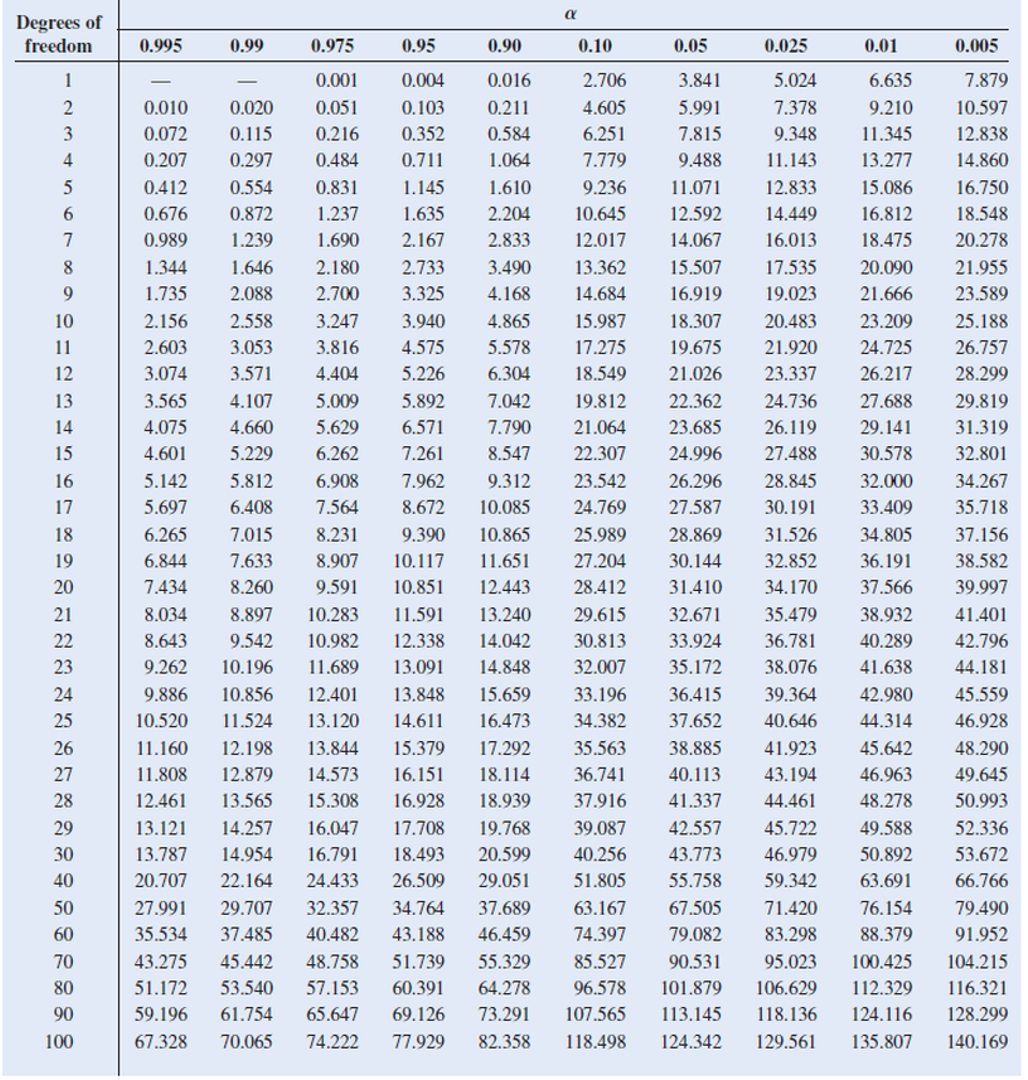 α
Degrees of
freedom 0.995 0.99 0.975 0.95 0.90 0.10 0.05 0.025 0.01 0.005
1 — — 0.001 0.004 0.016 2.706 3.841 5.024 6.635 7.879
2 0.010 0.020 0.051 0.103 0.211 4.605 5.991 7.378 9.210 10.597
3 0.072 0.115 0.216 0.352 0.584 6.251 7.815 9.348 11.345 12.838
4 0.207 0.297 0.484 0.711 1.064 7.779 9.488 11.143 13.277 14.860
5 0.412 0.554 0.831 1.145 1.610 9.236 11.071 12.833 15.086 16.750
6 0.676 0.872 1.237 1.635 2.204 10.645 12.592 14.449 16.812 18.548
7 0.989 1.239 1.690 2.167 2.833 12.017 14.067 16.013 18.475 20.278
8 1.344 1.646 2.180 2.733 3.490 13.362 15.507 17.535 20.090 21.955
9 1.735 2.088 2.700 3.325 4.168 14.684 16.919 19.023 21.666 23.589
10 2.156 2.558 3.247 3.940 4.865 15.987 18.307 20.483 23.209 25.188
11 2.603 3.053 3.816 4.575 5.578 17.275 19.675 21.920 24.725 26.757
12 3.074 3.571 4.404 5.226 6.304 18.549 21.026 23.337 26.217 28.299
13 3.565 4.107 5.009 5.892 7.042 19.812 22.362 24.736 27.688 29.819
14 4.075 4.660 5.629 6.571 7.790 21.064 23.685 26.119 29.141 31.319
15 4.601 5.229 6.262 7.261 8.547 22.307 24.996 27.488 30.578 32.801
16 5.142 5.812 6.908 7.962 9.312 23.542 26.296 28.845 32.000 34.267
17 5.697 6.408 7.564 8.672 10.085 24.769 27.587 30.191 33.409 35.718
18 6.265 7.015 8.231 9.390 10.865 25.989 28.869 31.526 34.805 37.156
19 6.844 7.633 8.907 10.117 11.651 27.204 30.144 32.852 36.191 38.582
20 7.434 8.260 9.591 10.851 12.443 28.412 31.410 34.170 37.566 39.997
21 8.034 8.897 10.283 11.591 13.240 29.615 32.671 35.479 38.932 41.401
22 8.643 9.542 10.982 12.338 14.042 30.813 33.924 36.781 40.289 42.796
23 9.262 10.196 11.689 13.091 14.848 32.007 35.172 38.076 41.638 44.181
24 9.886 10.856 12.401 13.848 15.659 33.196 36.415 39.364 42.980 45.559
25 10.520 11.524 13.120 14.611 16.473 34.382 37.652 40.646 44.314 46.928
26 11.160 12.198 13.844 15.379 17.292 35.563 38.885 41.923 45.642 48.290
27 11.808 12.879 14.573 16.151 18.114 36.741 40.113 43.194 46.963 49.645
28 12.461 13.565 15.308 16.928 18.939 37.916 41.337 44.461 48.278 50.993
29 13.121 14.257 16.047 17.708 19.768 39.087 42.557 45.722 49.588 52.336
30 13.787 14.954 16.791 18.493 20.599 40.256 43.773 46.979 50.892 53.672
40 20.707 22.164 24.433 26.509 29.051 51.805 55.758 59.342 63.691 66.766
50 27.991 29.707 32.357 34.764 37.689 63.167 67.505 71.420 76.154 79.490
60 35.534 37.485 40.482 43.188 46.459 74.397 79.082 83.298 88.379 91.952
70 43.275 45.442 48.758 51.739 55.329 85.527 90.531 95.023 100.425 104.215
80 51.172 53.540 57.153 60.391 64.278 96.578 101.879 106.629 112.329 116.321
90 59.196 61.754 65.647 69.126 73.291 107.565 113.145 118.136 124.116 128.299
100 67.328 70.065 74.222 77.929 82.358 118.498 124.342 129.561 135.807 140.169